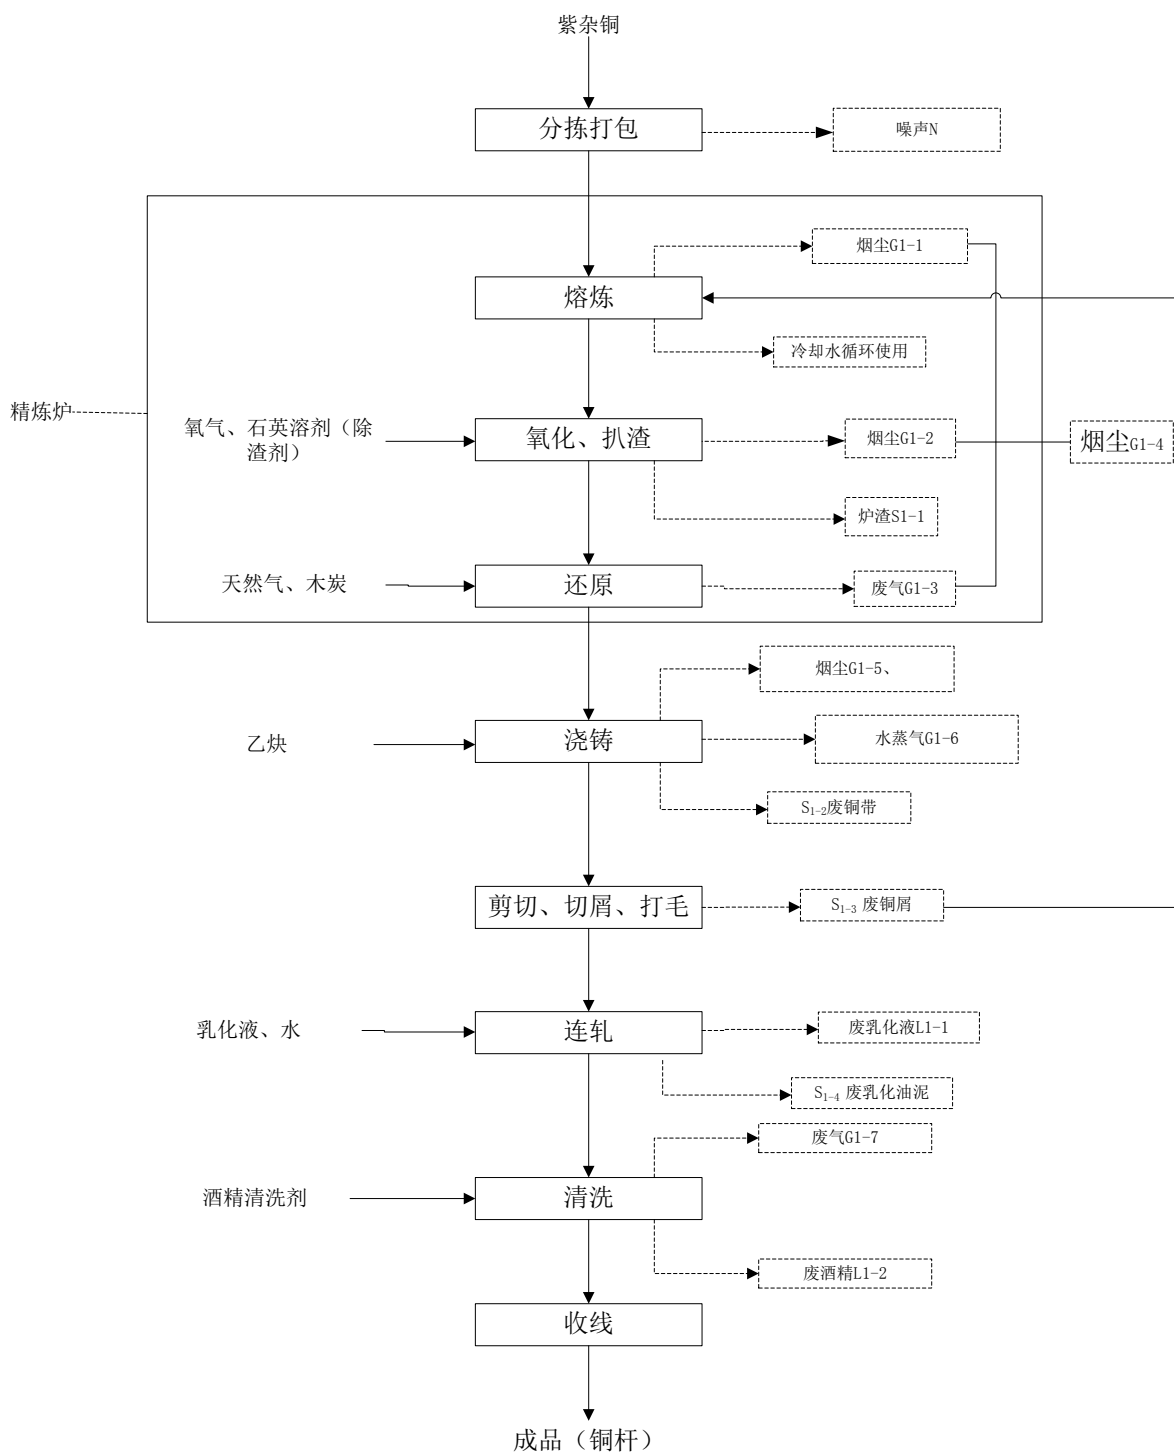 紫杂铜
分拣打包
噪声N
烟尘G1-1
熔炼
冷却水循环使用
精炼炉
氧气、石英溶剂（除
渣剂）
氧化、扒渣
烟尘G1-2
烟尘G1-4
炉渣S1-1
天然气、木炭
还原
废气G1-3
烟尘G1-5、
乙炔
浇铸
水蒸气G1-6
S1-2废铜带
剪切、切屑、打毛
S1-3 废铜屑
乳化液、水
连轧
废乳化液L1-1
S1-4 废乳化油泥
废气G1-7
酒精清洗剂
清洗
废酒精L1-2
收线
成品（铜杆）